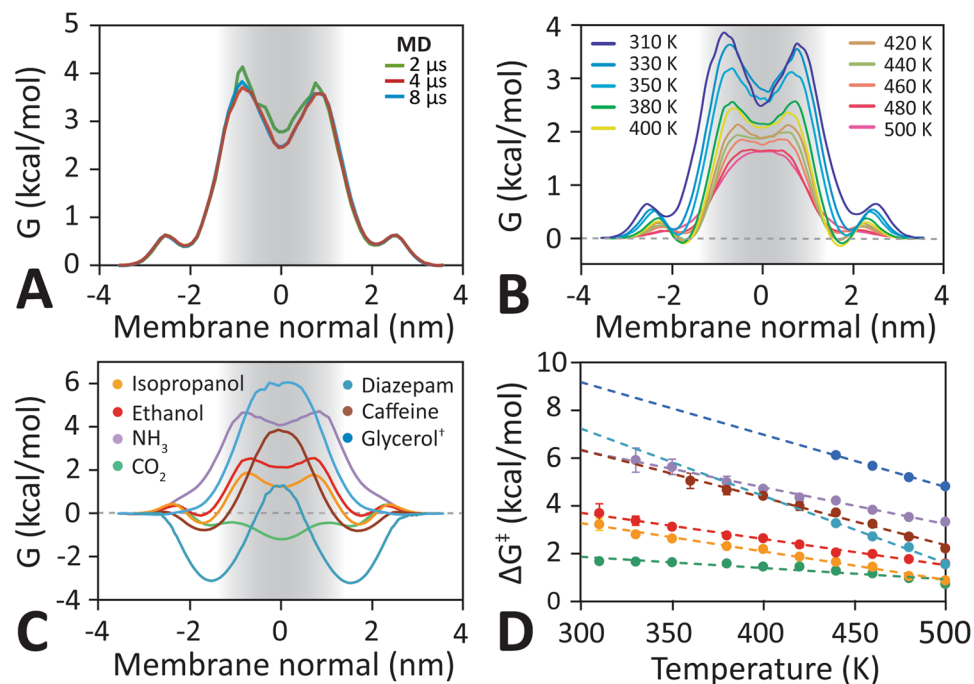 5
4
3
2
1
0
G (kcal/mol)
MD
2 µs
4 µs
8 µs
-4
-2
0
2
4
Membrane normal (nm)
A
4
3
2
1
0
G (kcal/mol)
310 K
330 K
350 K
380 K
400 K
420 K
440 K
460 K
480 K
500 K
-4
-2
0
2
4
Membrane normal (nm)
B
6
4
2
0
-2
-4
G (kcal/mol)
Isopropanol
Ethanol
NH₃
CO₂
Diazepam
Caffeine
Glycerol†
-4
-2
0
2
4
Membrane normal (nm)
C
10
8
6
4
2
0
ΔG‡ (kcal/mol)
300
350
400
450
500
Temperature (K)
D